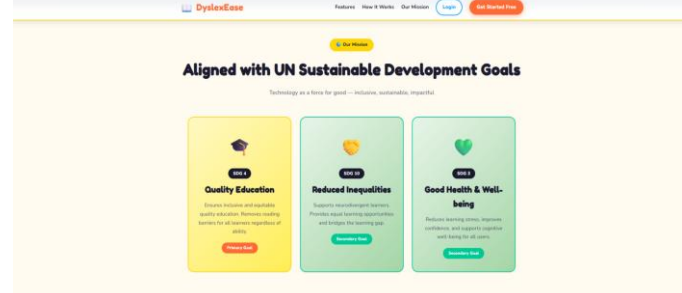 DyslexEase
Features How It Works Our Mission Login Get Started Free
Our Mission
Aligned with UN Sustainable Development Goals
Technology as a force for good — inclusive, sustainable, impactful.
SDG 4
Quality Education
Ensures inclusive and equitable
quality education. Removes reading
barriers for all learners regardless of
ability.
Primary Goal
SDG 10
Reduced Inequalities
Supports neurodivergent learners.
Provides equal learning opportunities
and bridges the learning gap.
Secondary Goal
SDG 3
Good Health & Well-
being
Reduces learning stress, improves
confidence, and supports cognitive
well-being for all users.
Secondary Goal